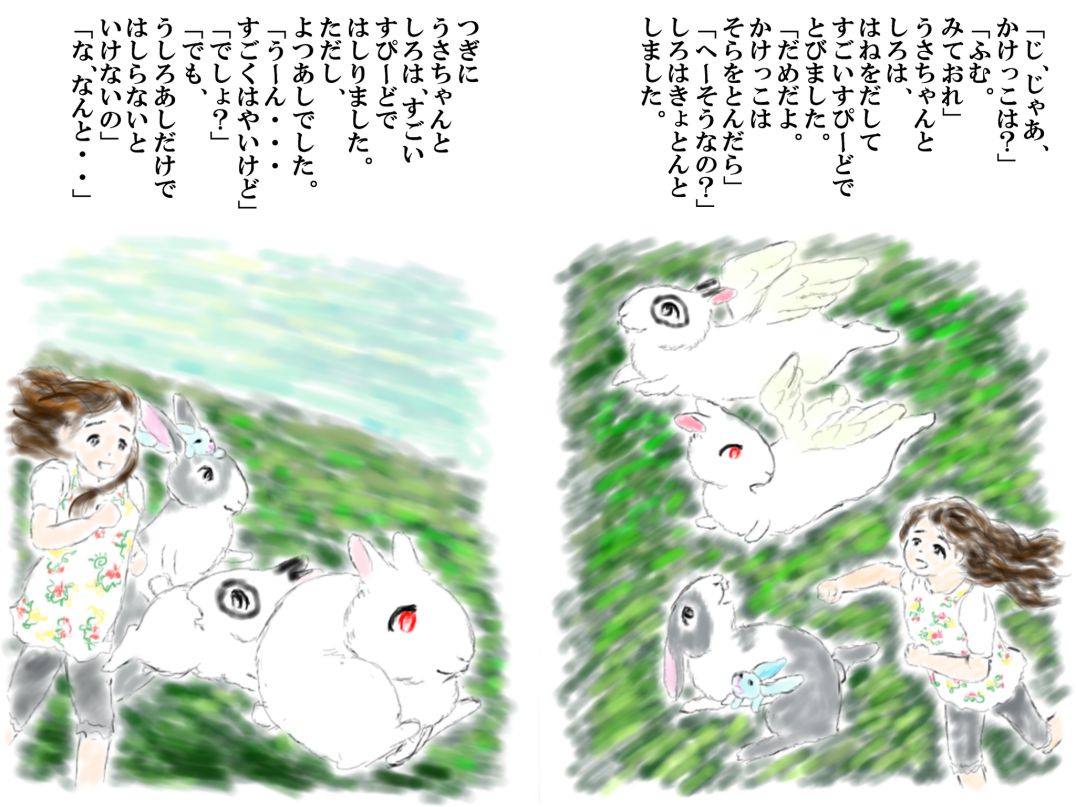 「じ、じゃあ、
かけっこは？」
「ふむ。
みておれ」
うさちゃんと
しろは、
はねをだして
すごいすぴーどで
とびました。
「だめだよ。
かけっこは
そらをとんだら」
「へ～そうなの？」
しろはきょとんと
しました。
つぎに
うさちゃんと
しろは、すごい
すぴーどで
はしりました。
ただし、
よつあしでした。
「うーん・・・
すごくはやいけど」
「でしょ？」
「でも、
うしろあしだけで
はしらないと
いけないの」
「な、なんと・・」